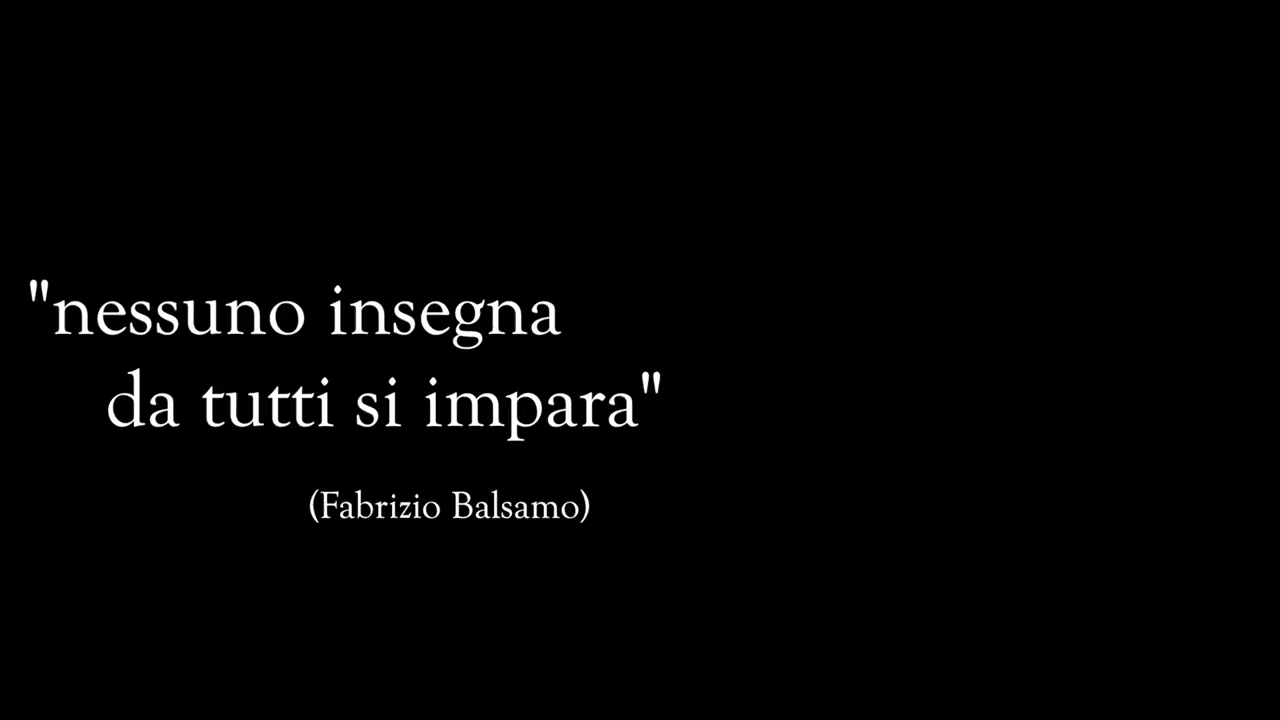 "nessuno insegna
da tutti si impara"
(Fabrizio Balsamo)